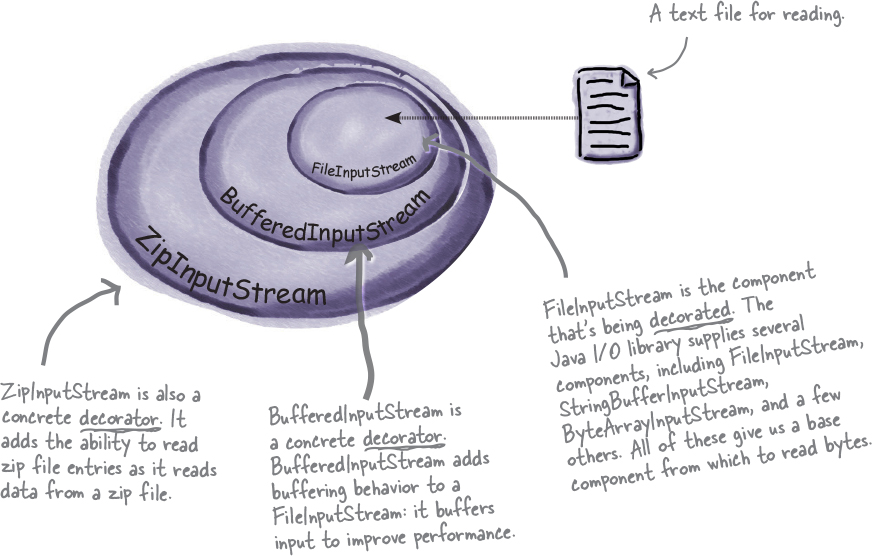 A text file for reading.
FileInputStream
BufferedInputStream
ZipInputStream
FileInputStream is the component
that's being decorated. The
Java I/O library supplies several
components, including FileInputStream,
StringBufferInputStream,
ByteArrayInputStream, and a few
others. All of these give us a base
component from which to read bytes.
ZipInputStream is also a
concrete decorator. It
adds the ability to read
zip file entries as it reads
data from a zip file.
BufferedInputStream is
a concrete decorator.
BufferedInputStream adds
buffering behavior to a
FileInputStream: it buffers
input to improve performance.